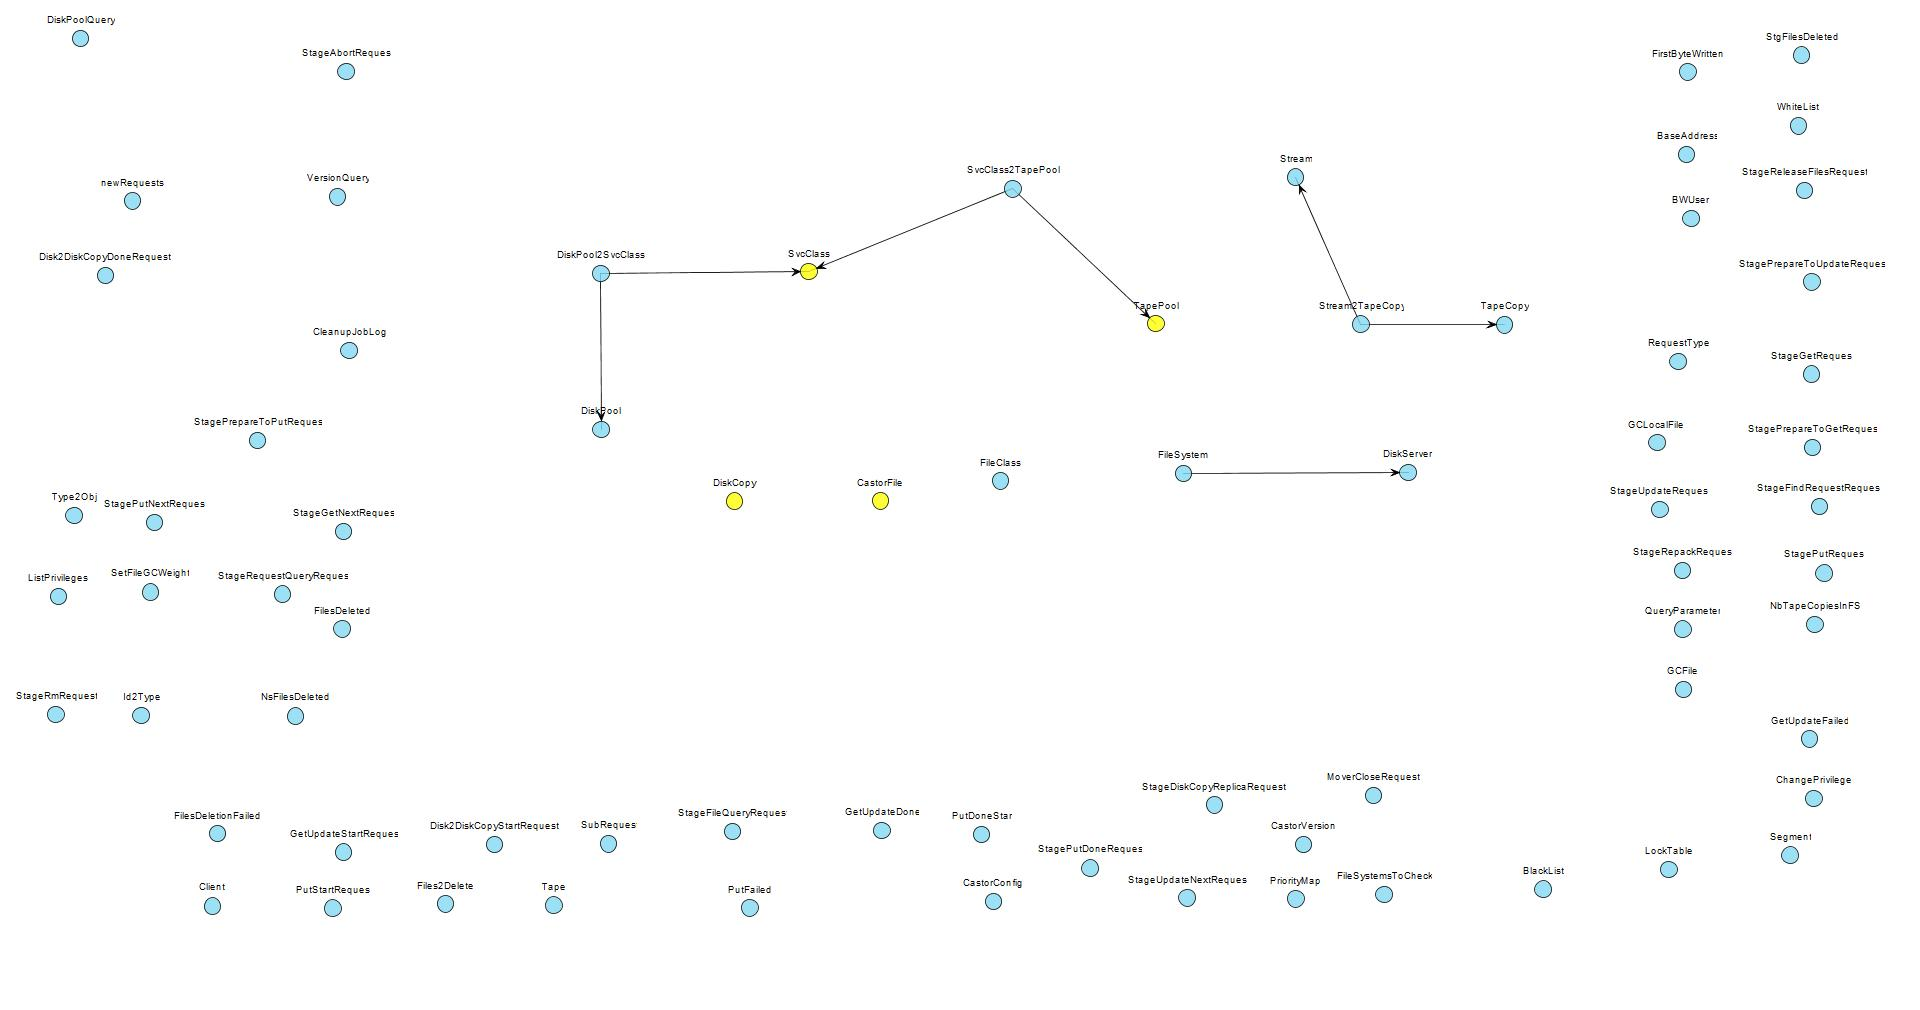 DiskPoolQuery
StageAbortReques
StgFilesDeleted
FirstByteWritten
WhiteList
BaseAddress
Stream
SvcClass2TapePool
StageReleaseFilesRequest
VersionQuery
newRequests
BWUser
SvcClass
DiskPool2SvcClass
Disk2DiskCopyDoneRequest
StagePrepareToUpdateReques
TapePool
Stream2TapeCopy
TapeCopy
CleanupJobLog
RequestType
StageGetReques
DiskPool
StagePrepareToPutReques
GCLocalFile
StagePrepareToGetReques
FileClass
FileSystem
DiskServer
DiskCopy
CastorFile
StageUpdateReques
StageFindRequestReques
Type2Obj
StagePutNextReques
StageGetNextReques
StageRepackReques
StagePutReques
ListPrivileges
SetFileGCWeight
StageRequestQueryReques
FilesDeleted
QueryParameter
NbTapeCopiesInFS
GCFile
StageRmRequest
Id2Type
NsFilesDeleted
GetUpdateFailed
MoverCloseRequest
ChangePrivilege
StageDiskCopyReplicaRequest
FilesDeletionFailed
StageFileQueryReques
GetUpdateDone
PutDoneStar
GetUpdateStartReques
Disk2DiskCopyStartRequest
SubReques
CastorVersion
Segment
StagePutDoneReques
LockTable
BlackList
Client
PutStartReques
Files2Delete
Tape
PutFailed
CastorConfig
StageUpdateNextReques
PriorityMap
FileSystemsToCheck